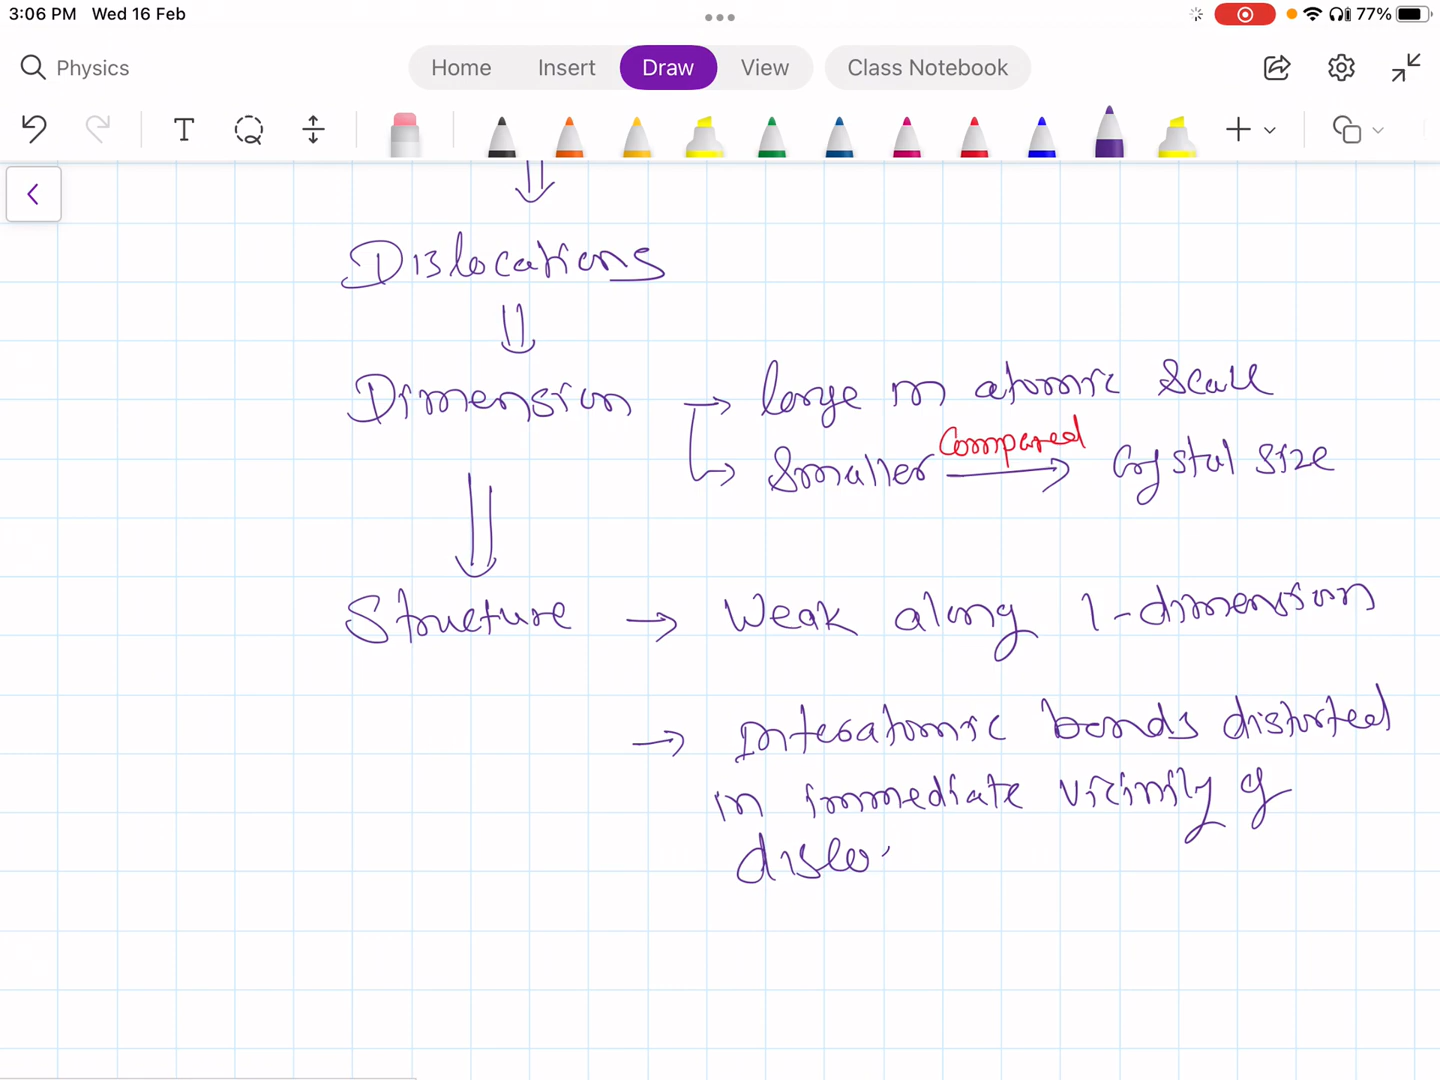 3:06 PM Wed 16 Feb
77%
Physics
Home Insert Draw View Class Notebook
T
Dislocations
Dimension → large in atomic scale
→ Smaller Compared → Crystal size
Structure → Weak along 1-dimension
→ Interatomic bonds distorted
in immediate vicinity of
dislo